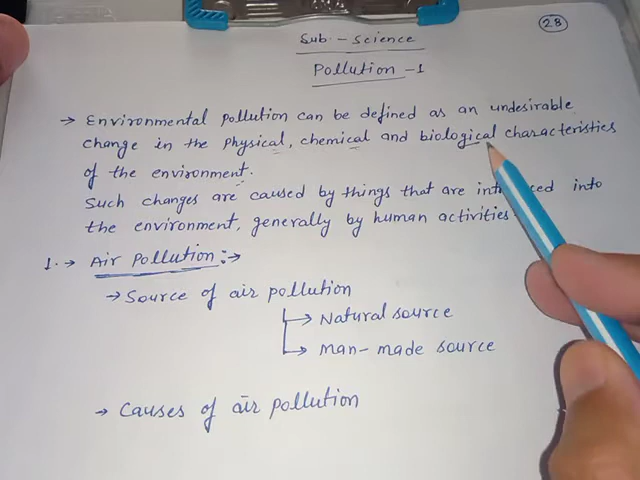 28
Sub. - Science
Pollution -1
→ Environmental pollution can be defined as an undesirable
change in the physical, chemical and biological characteristics
of the environment.
Such changes are caused by things that are into
the environment, generally by human activities.
1. → Air Pollution :→
→ Source of air pollution
→ Natural source
→ Man-made source
→ Causes of air pollution